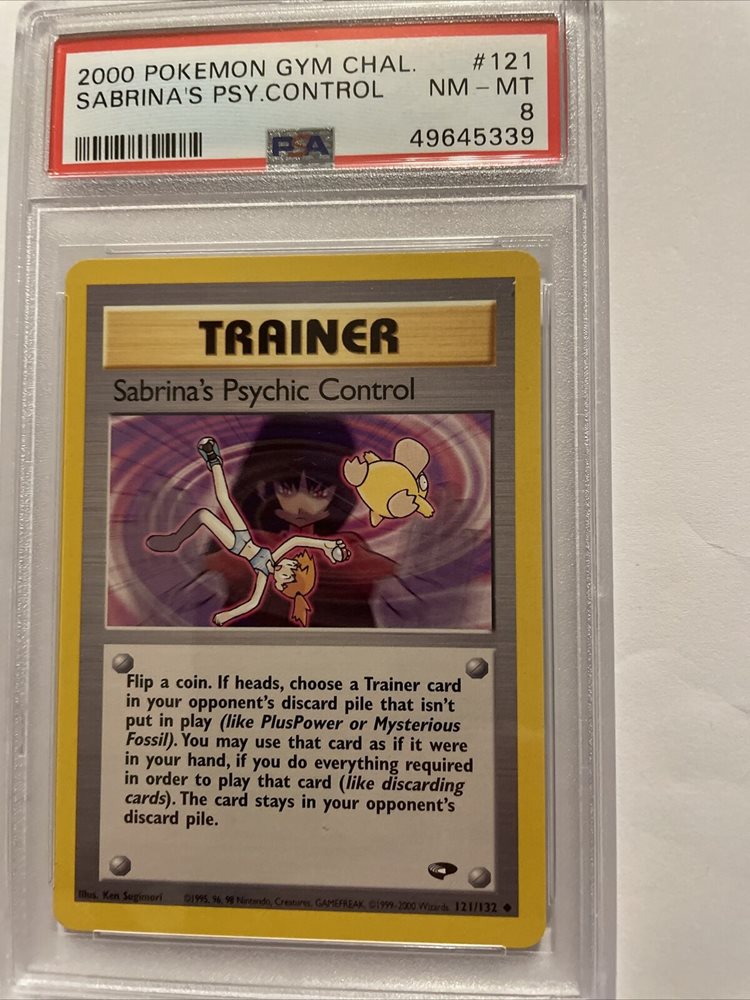 2000 POKEMON GYM CHAL. #121
SABRINA'S PSY.CONTROL NM - MT
8
PSA 49645339
TRAINER
Sabrina's Psychic Control
Flip a coin. If heads, choose a Trainer card
in your opponent's discard pile that isn't
put in play (like PlusPower or Mysterious
Fossil). You may use that card as if it were
in your hand, if you do everything required
in order to play that card (like discarding
cards). The card stays in your opponent's
discard pile.
Illus. Ken Sugimori ©1995, 96, 98 Nintendo, Creatures, GAMEFREAK. ©1999-2000 Wizards. 121/132